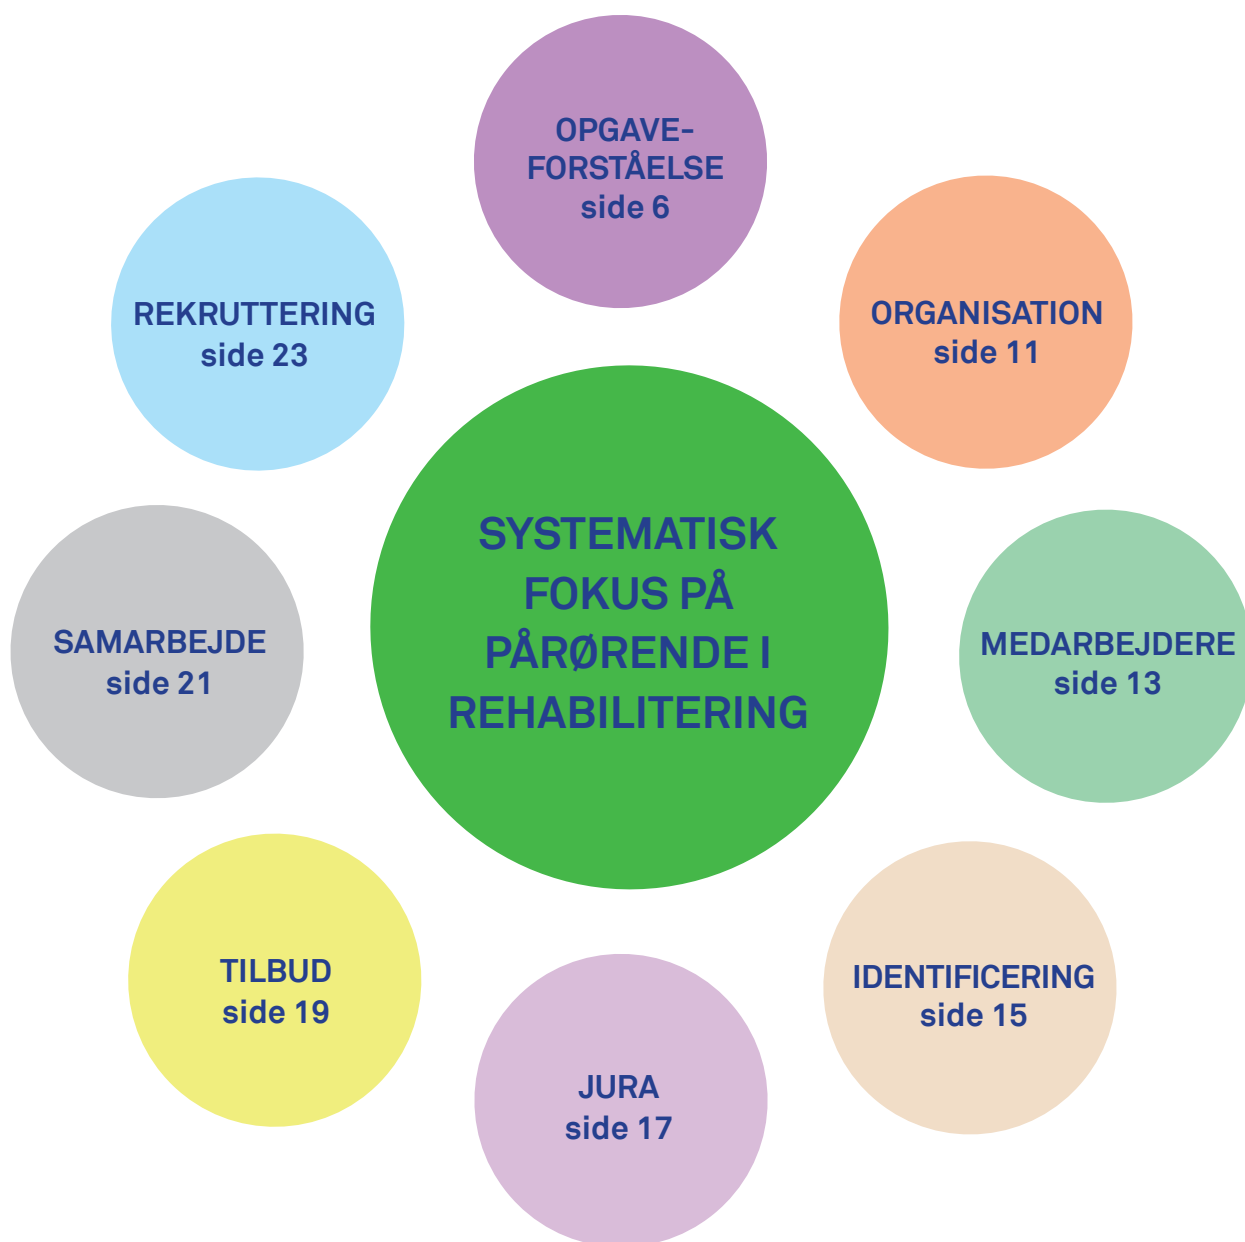 OPGAVE-
FORSTÅELSE
side 6
ORGANISATION
side 11
MEDARBEJDERE
side 13
IDENTIFICERING
side 15
JURA
side 17
TILBUD
side 19
SAMARBEJDE
side 21
REKRUTTERING
side 23
SYSTEMATISK
FOKUS PÅ
PÅRØRENDE I
REHABILITERING